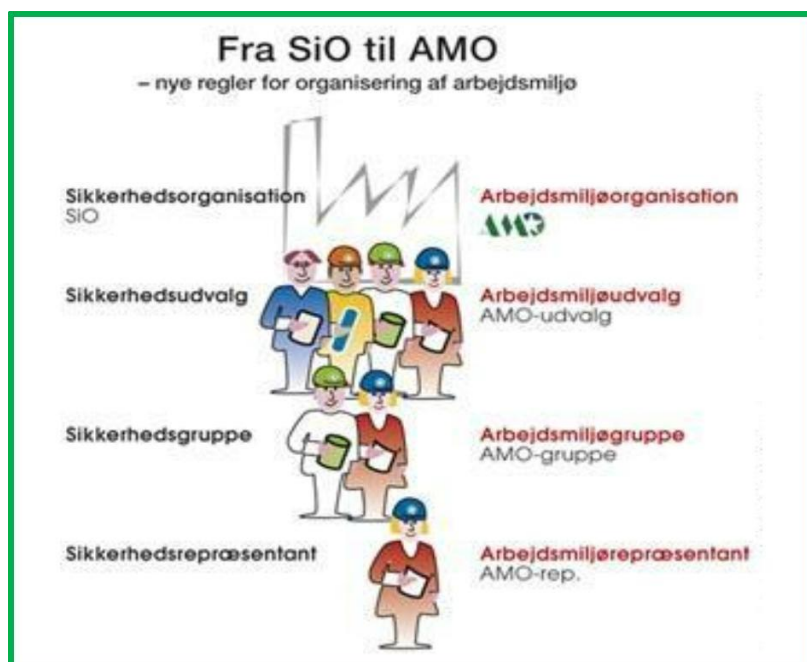 Fra SiO til AMO
– nye regler for organisering af arbejdsmiljø
Sikkerhedsorganisation
SiO
Arbejdsmiljøorganisation
AMO
Sikkerhedsudvalg
Arbejdsmiljøudvalg
AMO-udvalg
Sikkerhedsgruppe
Arbejdsmiljøgruppe
AMO-gruppe
Sikkerhedsrepræsentant
Arbejdsmiljørepræsentant
AMO-rep.